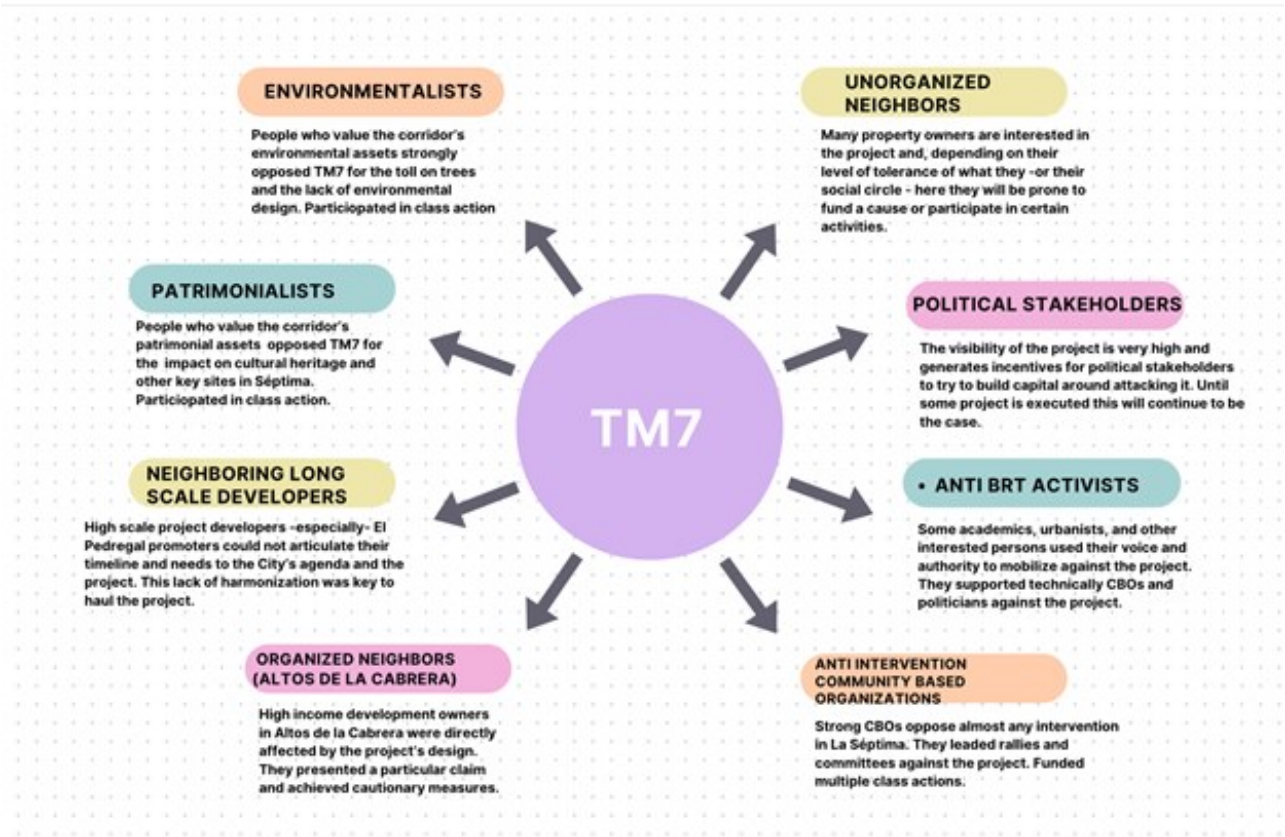 ENVIRONMENTALISTS
People who value the corridor's
environmental assets strongly
opposed TM7 for the toll on trees
and the lack of environmental
design. Particiopated in class action
UNORGANIZED
NEIGHBORS
Many property owners are interested in
the project and, depending on their
level of tolerance of what they -or their
social circle - here they will be prone to
fund a cause or participate in certain
activities.
PATRIMONIALISTS
People who value the corridor's
patrimonial assets opposed TM7 for
the impact on cultural heritage and
other key sites in Séptima.
Particiopated in class action.
POLITICAL STAKEHOLDERS
The visibility of the project is very high and
generates incentives for political stakeholders
to try to build capital around attacking it. Until
some project is executed this will continue to be
the case.
TM7
NEIGHBORING LONG
SCALE DEVELOPERS
High scale project developers -especially- El
Pedregal promoters could not articulate their
timeline and needs to the City's agenda and the
project. This lack of harmonization was key to
haul the project.
• ANTI BRT ACTIVISTS
Some academics, urbanists, and other
interested persons used their voice and
authority to mobilize against the project.
They supported technically CBOs and
politicians against the project.
ORGANIZED NEIGHBORS
(ALTOS DE LA CABRERA)
High income development owners
in Altos de la Cabrera were directly
affected by the project's design.
They presented a particular claim
and achieved cautionary measures.
ANTI INTERVENTION
COMMUNITY BASED
ORGANIZATIONS
Strong CBOs oppose almost any intervention
in La Séptima. They leaded rallies and
committees against the project. Funded
multiple class actions.